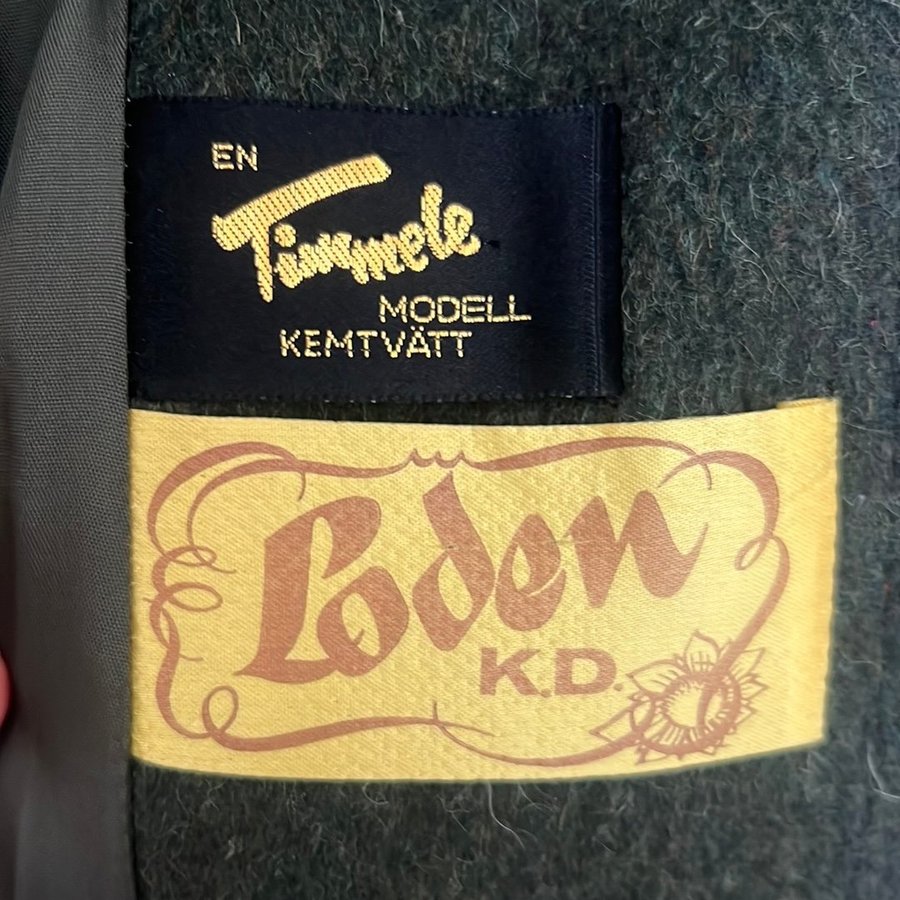 EN
Timmele
MODELL
KEMTVÄTT
Loden
K.D.